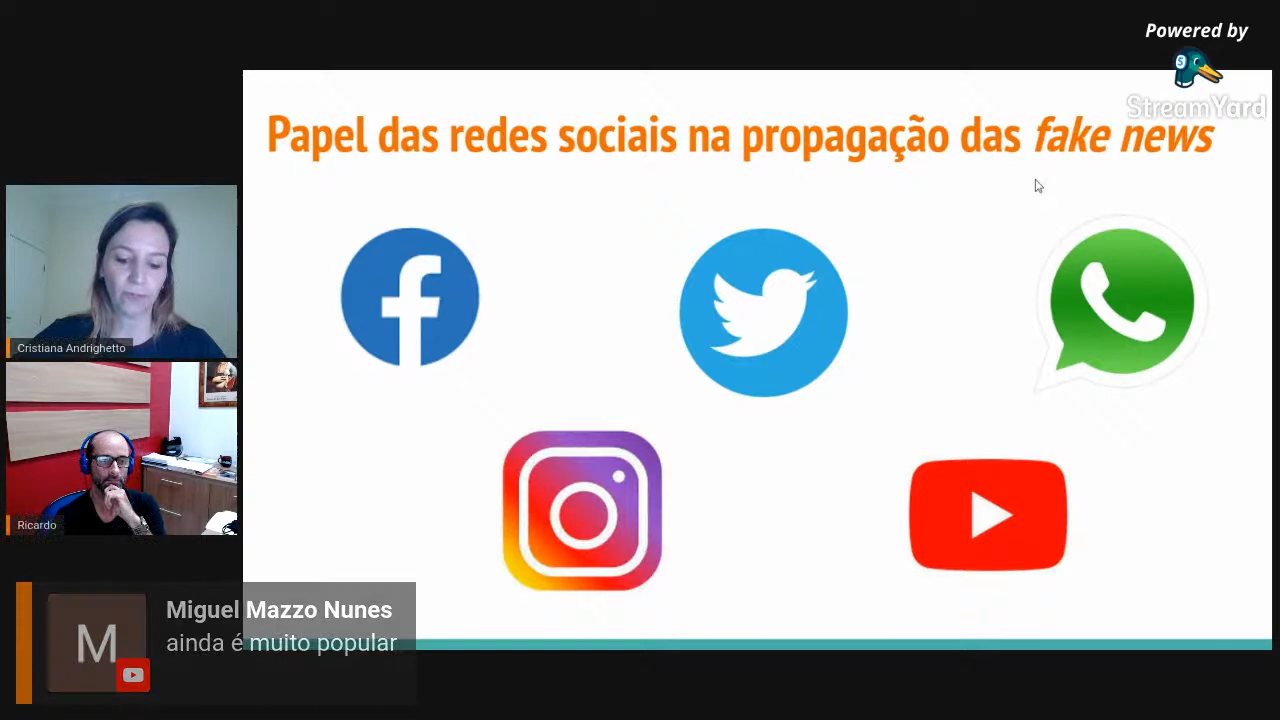 Powered by
StreamYard
Papel das redes sociais na propagação das fake news
Cristiana Andrighetto
Ricardo
M
Miguel Mazzo Nunes
ainda é muito popular